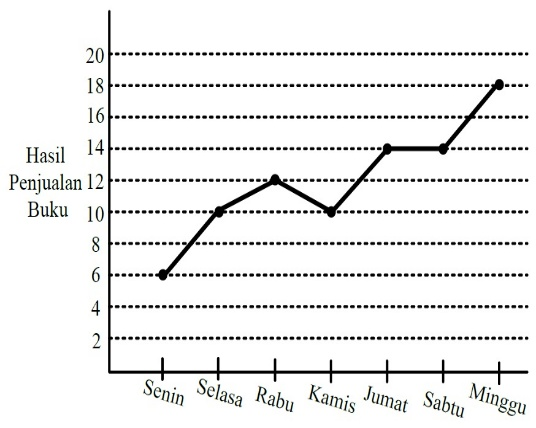 20
18
16
14
12
10
8
6
4
2
Hasil
Penjualan
Buku
Senin
Selasa
Rabu
Kamis
Jumat
Sabtu
Minggu